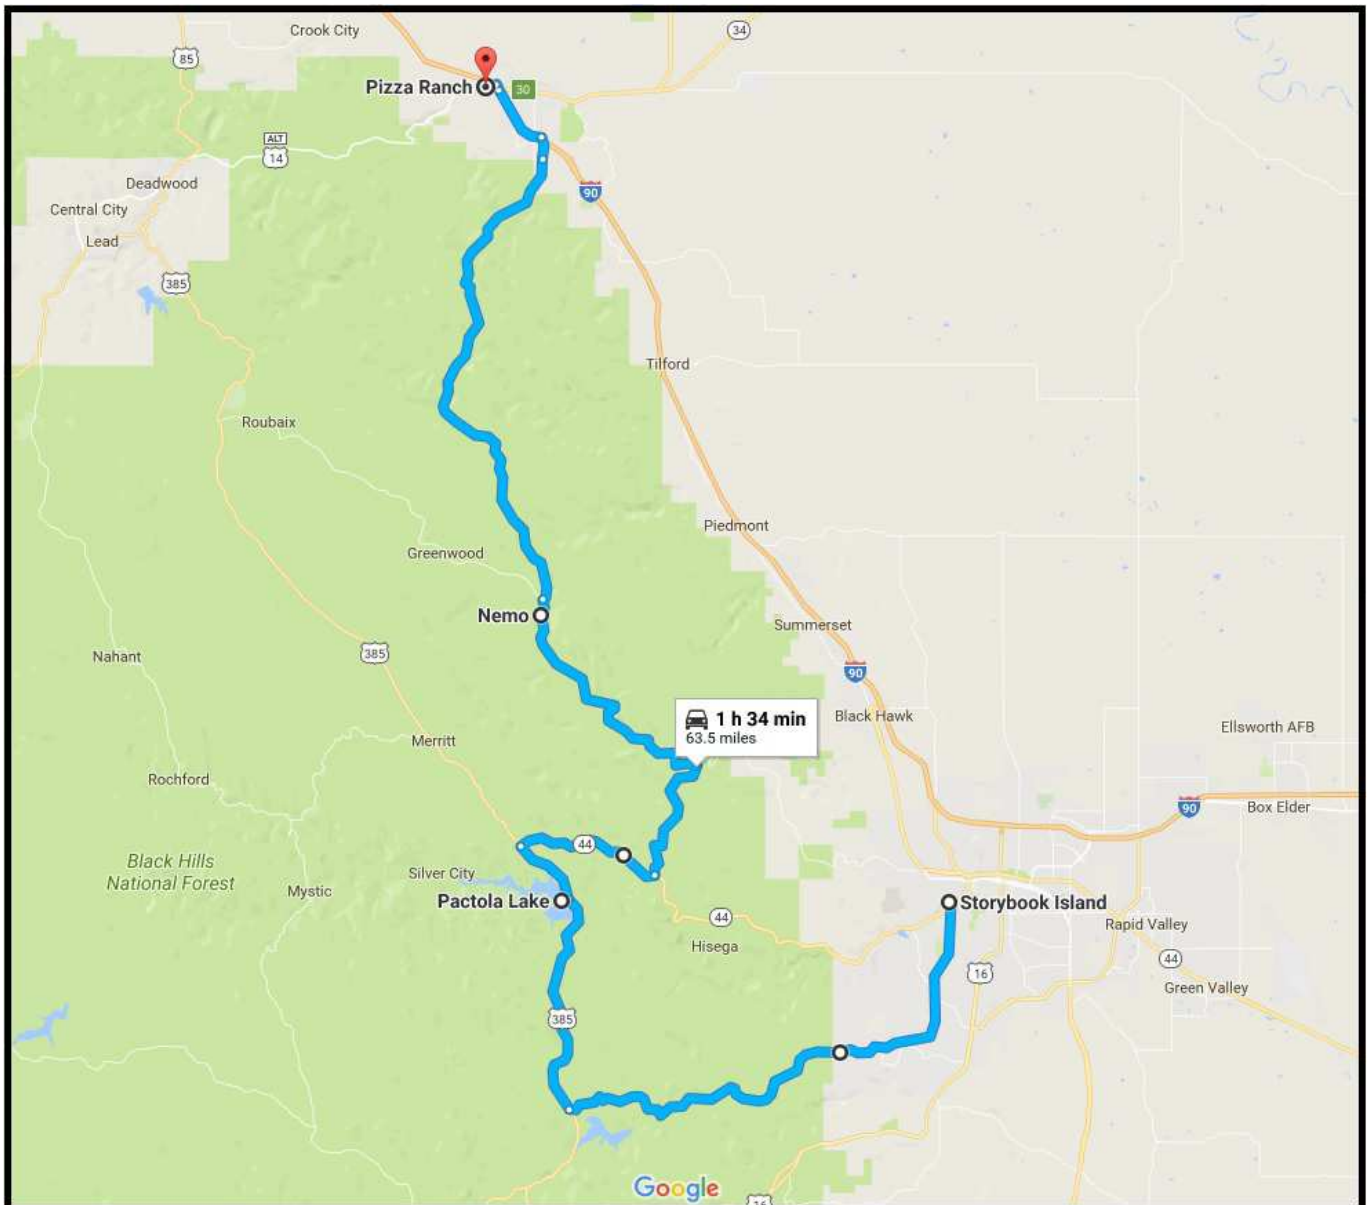 Crook City
34
85
Pizza Ranch
30
ALT
14
Deadwood
90
Central City
Lead
385
Tilford
Roubaix
Piedmont
Greenwood
Nemo
Summerset
Nahant
385
90
1 h 34 min
63.5 miles
Black Hawk
Ellsworth AFB
Merritt
Rochford
90
Box Elder
44
Black Hills
National Forest
Silver City
Mystic
Pactola Lake
Storybook Island
44
Rapid Valley
Hisega
44
16
Green Valley
385
Google
16